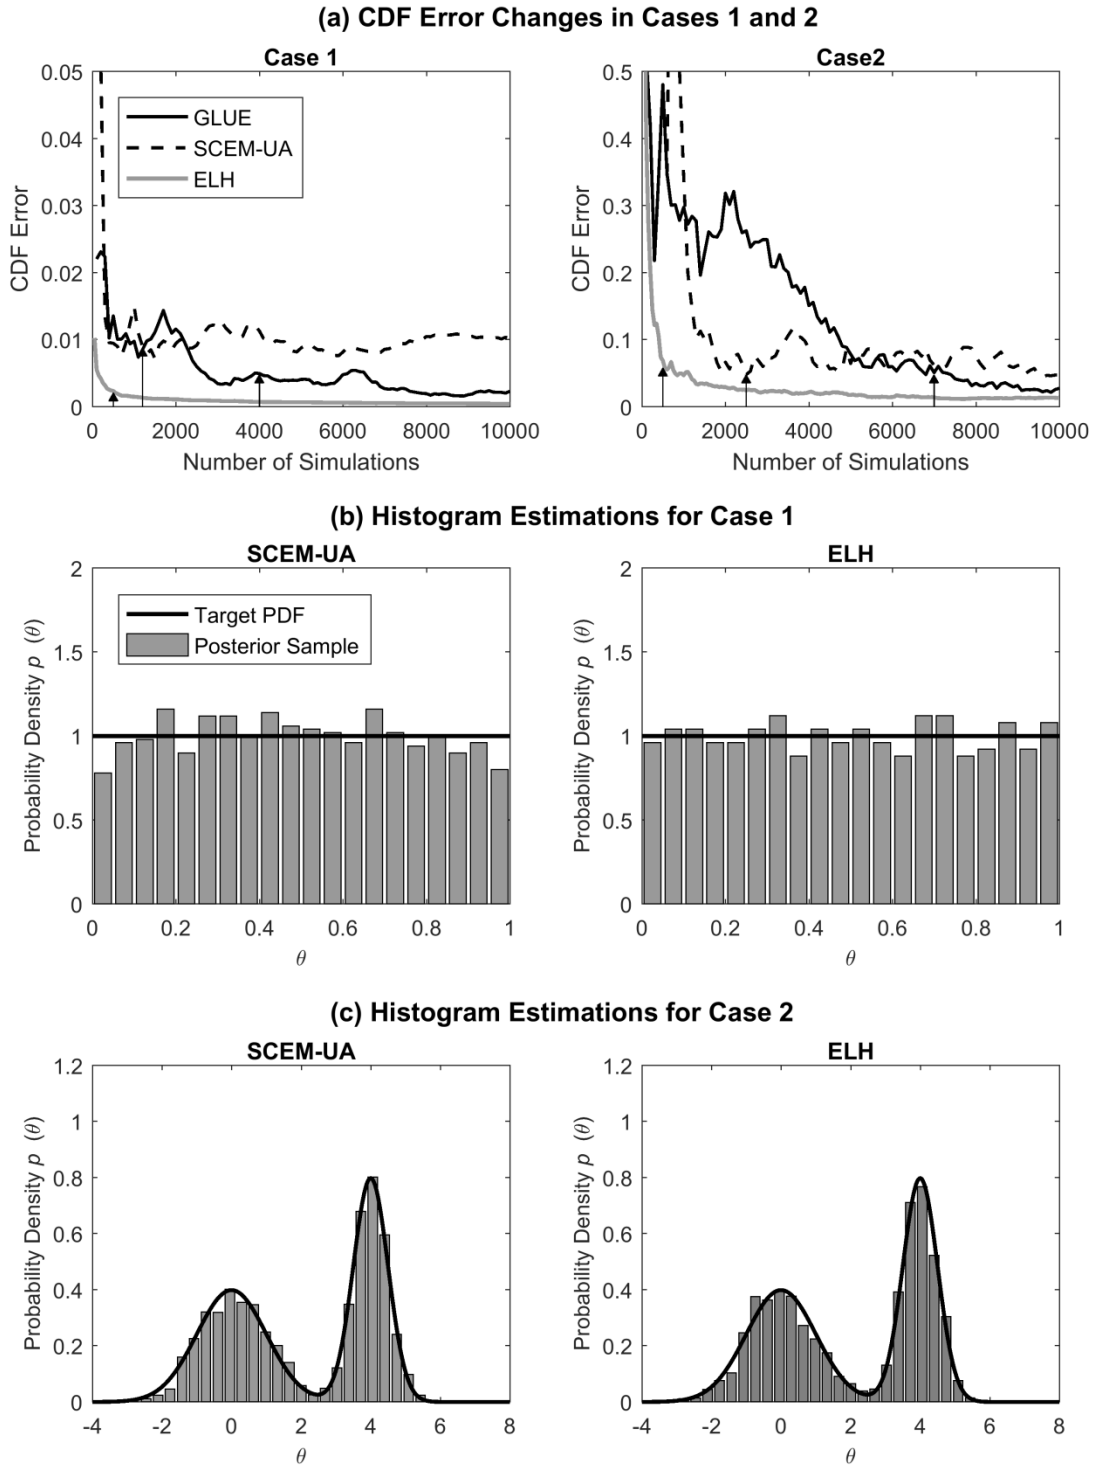 (a) CDF Error Changes in Cases 1 and 2
Case 1
0.05
0.04
0.03
0.02
0.01
0
CDF Error
GLUE
SCEM-UA
ELH
0 2000 4000 6000 8000 10000
Number of Simulations
Case2
0.5
0.4
0.3
0.2
0.1
0
CDF Error
0 2000 4000 6000 8000 10000
Number of Simulations
(b) Histogram Estimations for Case 1
SCEM-UA
2
1.5
1
0.5
0
Probability Density p (θ)
Target PDF
Posterior Sample
0 0.2 0.4 0.6 0.8 1
θ
ELH
2
1.5
1
0.5
0
Probability Density p (θ)
0 0.2 0.4 0.6 0.8 1
θ
(c) Histogram Estimations for Case 2
SCEM-UA
1.2
1
0.8
0.6
0.4
0.2
0
Probability Density p (θ)
-4 -2 0 2 4 6 8
θ
ELH
1.2
1
0.8
0.6
0.4
0.2
0
Probability Density p (θ)
-4 -2 0 2 4 6 8
θ